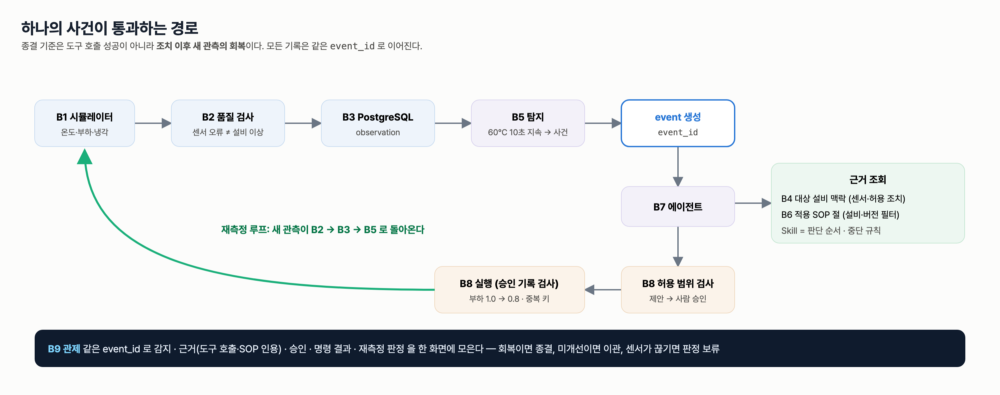 하나의 사건이 통과하는 경로
종결 기준은 도구 호출 성공이 아니라 조치 이후 새 관측의 회복이다. 모든 기록은 같은 event_id 로 이어진다.
B1 시뮬레이터
온도·부하·냉각
B2 품질 검사
센서 오류 ≠ 설비 이상
B3 PostgreSQL
observation
B5 탐지
60°C 10초 지속 → 사건
event 생성
event_id
B7 에이전트
근거 조회
B4 대상 설비 맥락 (센서·허용 조치)
B6 적용 SOP 절 (설비·버전 필터)
Skill = 판단 순서 · 중단 규칙
재측정 루프: 새 관측이 B2 → B3 → B5 로 돌아온다
B8 실행 (승인 기록 검사)
부하 1.0 → 0.8 · 중복 키
B8 허용 범위 검사
제안 → 사람 승인
B9 관제 같은 event_id 로 감지 · 근거(도구 호출·SOP 인용) · 승인 · 명령 결과 · 재측정 판정 을 한 화면에 모은다 — 회복이면 종결, 미개선이면 이관, 센서가 끊기면 판정 보류